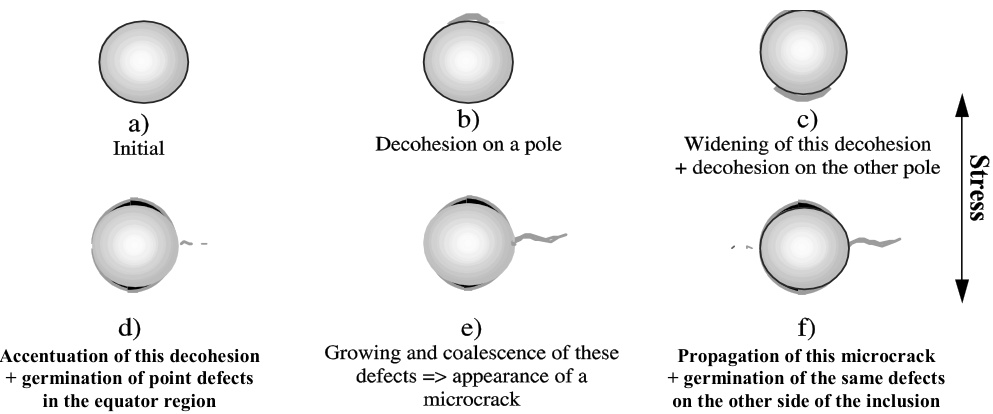 a)
Initial
b)
Decohesion on a pole
c)
Widening of this decohesion
+ decohesion on the other pole
Stress
d)
Accentuation of this decohesion
+ germination of point defects
in the equator region
e)
Growing and coalescence of these
defects => appearance of a
microcrack
f)
Propagation of this microcrack
+ germination of the same defects
on the other side of the inclusion